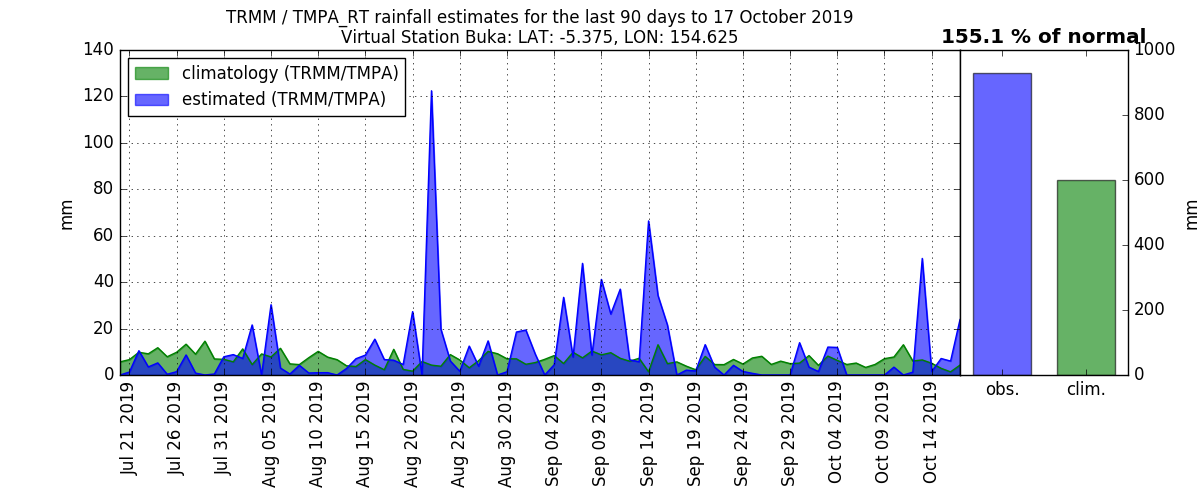 TRMM / TMPA_RT rainfall estimates for the last 90 days to 17 October 2019
Virtual Station Buka: LAT: -5.375, LON: 154.625
155.1 % of normal
climatology (TRMM/TMPA)
estimated (TRMM/TMPA)
mm
140
120
100
80
60
40
20
0
Jul 21 2019
Jul 26 2019
Jul 31 2019
Aug 05 2019
Aug 10 2019
Aug 15 2019
Aug 20 2019
Aug 25 2019
Aug 30 2019
Sep 04 2019
Sep 09 2019
Sep 14 2019
Sep 19 2019
Sep 24 2019
Sep 29 2019
Oct 04 2019
Oct 09 2019
Oct 14 2019
1000
800
600
400
200
0
mm
obs.
clim.